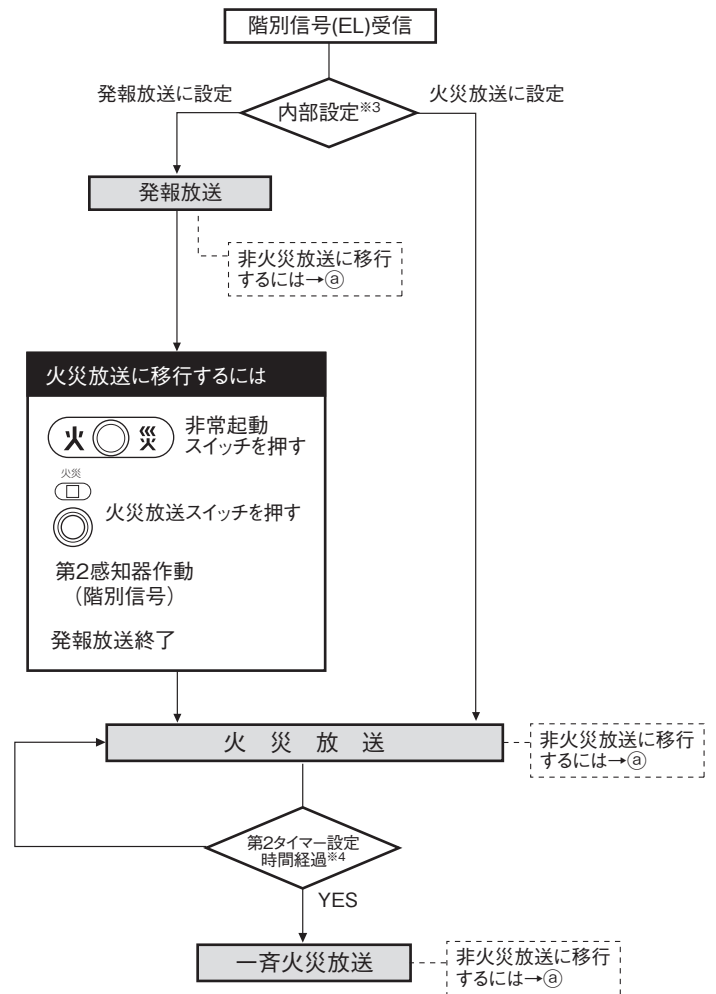 階別信号(EL)受信
発報放送に設定
内部設定※3
火災放送に設定
発報放送
非火災放送に移行
するには→ⓐ
火災放送に移行するには
火 災
非常起動
スイッチを押す
火災
火災放送スイッチを押す
第2感知器作動
（階別信号）
発報放送終了
火 災 放 送
非火災放送に移行
するには→ⓐ
第2タイマー設定
時間経過※4
YES
一斉火災放送
非火災放送に移行
するには→ⓐ